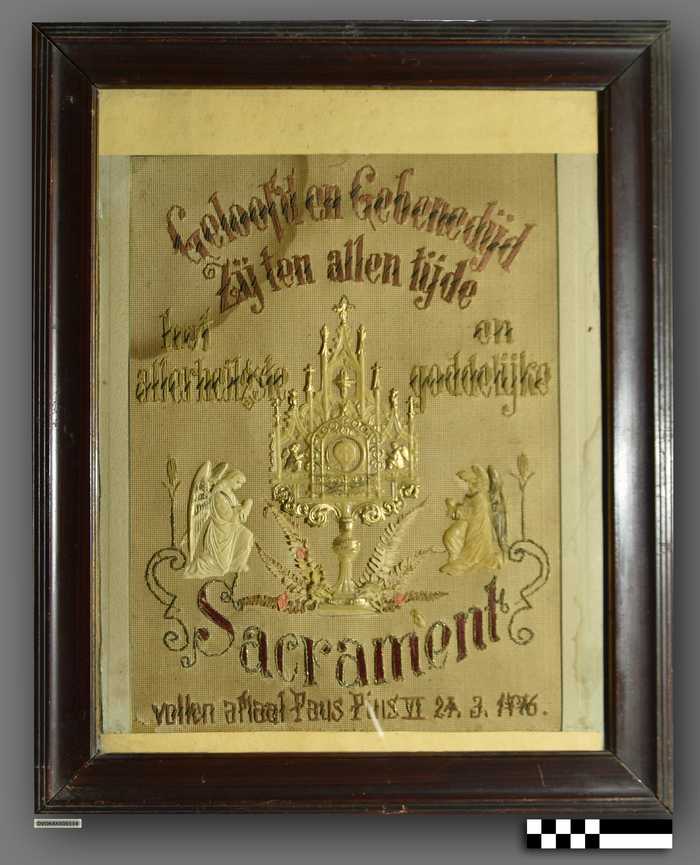 Geloofd en Gebenedijd
Zij ten allen tijde
het en
allerheiligste goddelijke
Sacrament
vollen aflaal Paus Pius VI 24. 3. 1776.